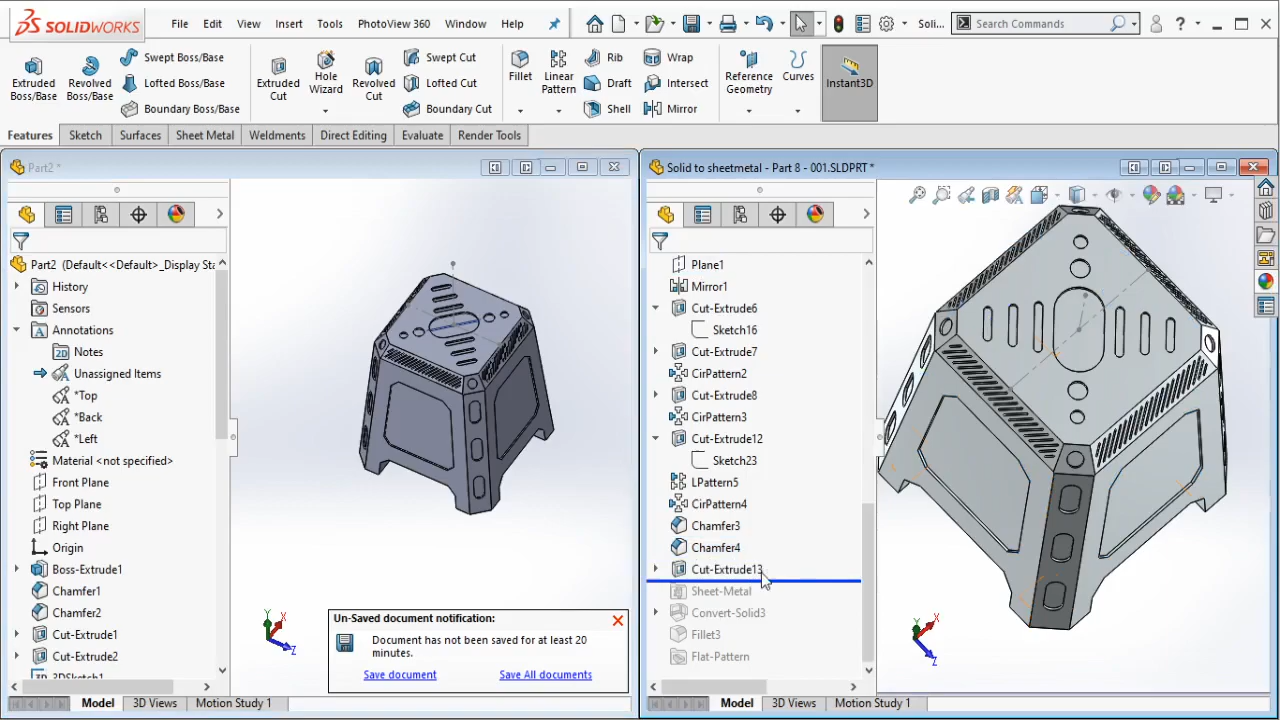 SOLIDWORKS
File Edit View Insert Tools PhotoView 360 Window Help
Soli...
Search Commands
Extruded Boss/Base
Revolved Boss/Base
Swept Boss/Base
Lofted Boss/Base
Boundary Boss/Base
Extruded Cut
Hole Wizard
Revolved Cut
Swept Cut
Lofted Cut
Boundary Cut
Fillet
Linear Pattern
Rib
Draft
Shell
Wrap
Intersect
Mirror
Reference Geometry
Curves
Instant3D
Features Sketch Surfaces Sheet Metal Weldments Direct Editing Evaluate Render Tools
Part2 *
Part2 (Default<<Default>_Display Sta
History
Sensors
Annotations
Notes
Unassigned Items
*Top
*Back
*Left
Material <not specified>
Front Plane
Top Plane
Right Plane
Origin
Boss-Extrude1
Chamfer1
Chamfer2
Cut-Extrude1
Cut-Extrude2
3DSketch1
Y
X
Z
Un-Saved document notification:
Document has not been saved for at least 20
minutes.
Save document Save All documents
Model 3D Views Motion Study 1
Solid to sheetmetal - Part 8 - 001.SLDPRT *
Plane1
Mirror1
Cut-Extrude6
Sketch16
Cut-Extrude7
CirPattern2
Cut-Extrude8
CirPattern3
Cut-Extrude12
Sketch23
LPattern5
CirPattern4
Chamfer3
Chamfer4
Cut-Extrude13
Sheet-Metal
Convert-Solid3
Fillet3
Flat-Pattern
Y
X
Z
Model 3D Views Motion Study 1